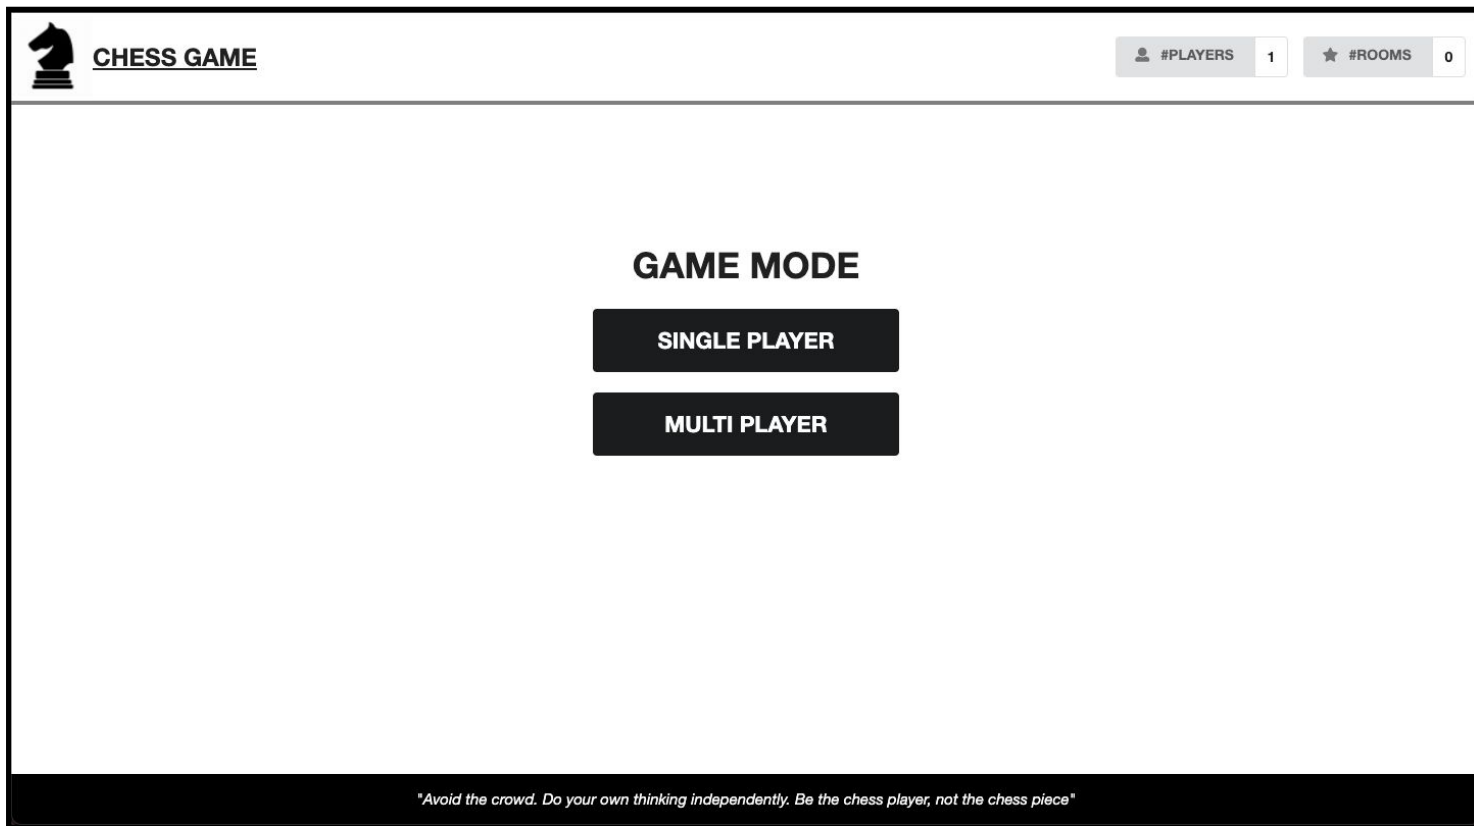 CHESS GAME
#PLAYERS 1
#ROOMS 0
GAME MODE
SINGLE PLAYER
MULTI PLAYER
"Avoid the crowd. Do your own thinking independently. Be the chess player, not the chess piece"